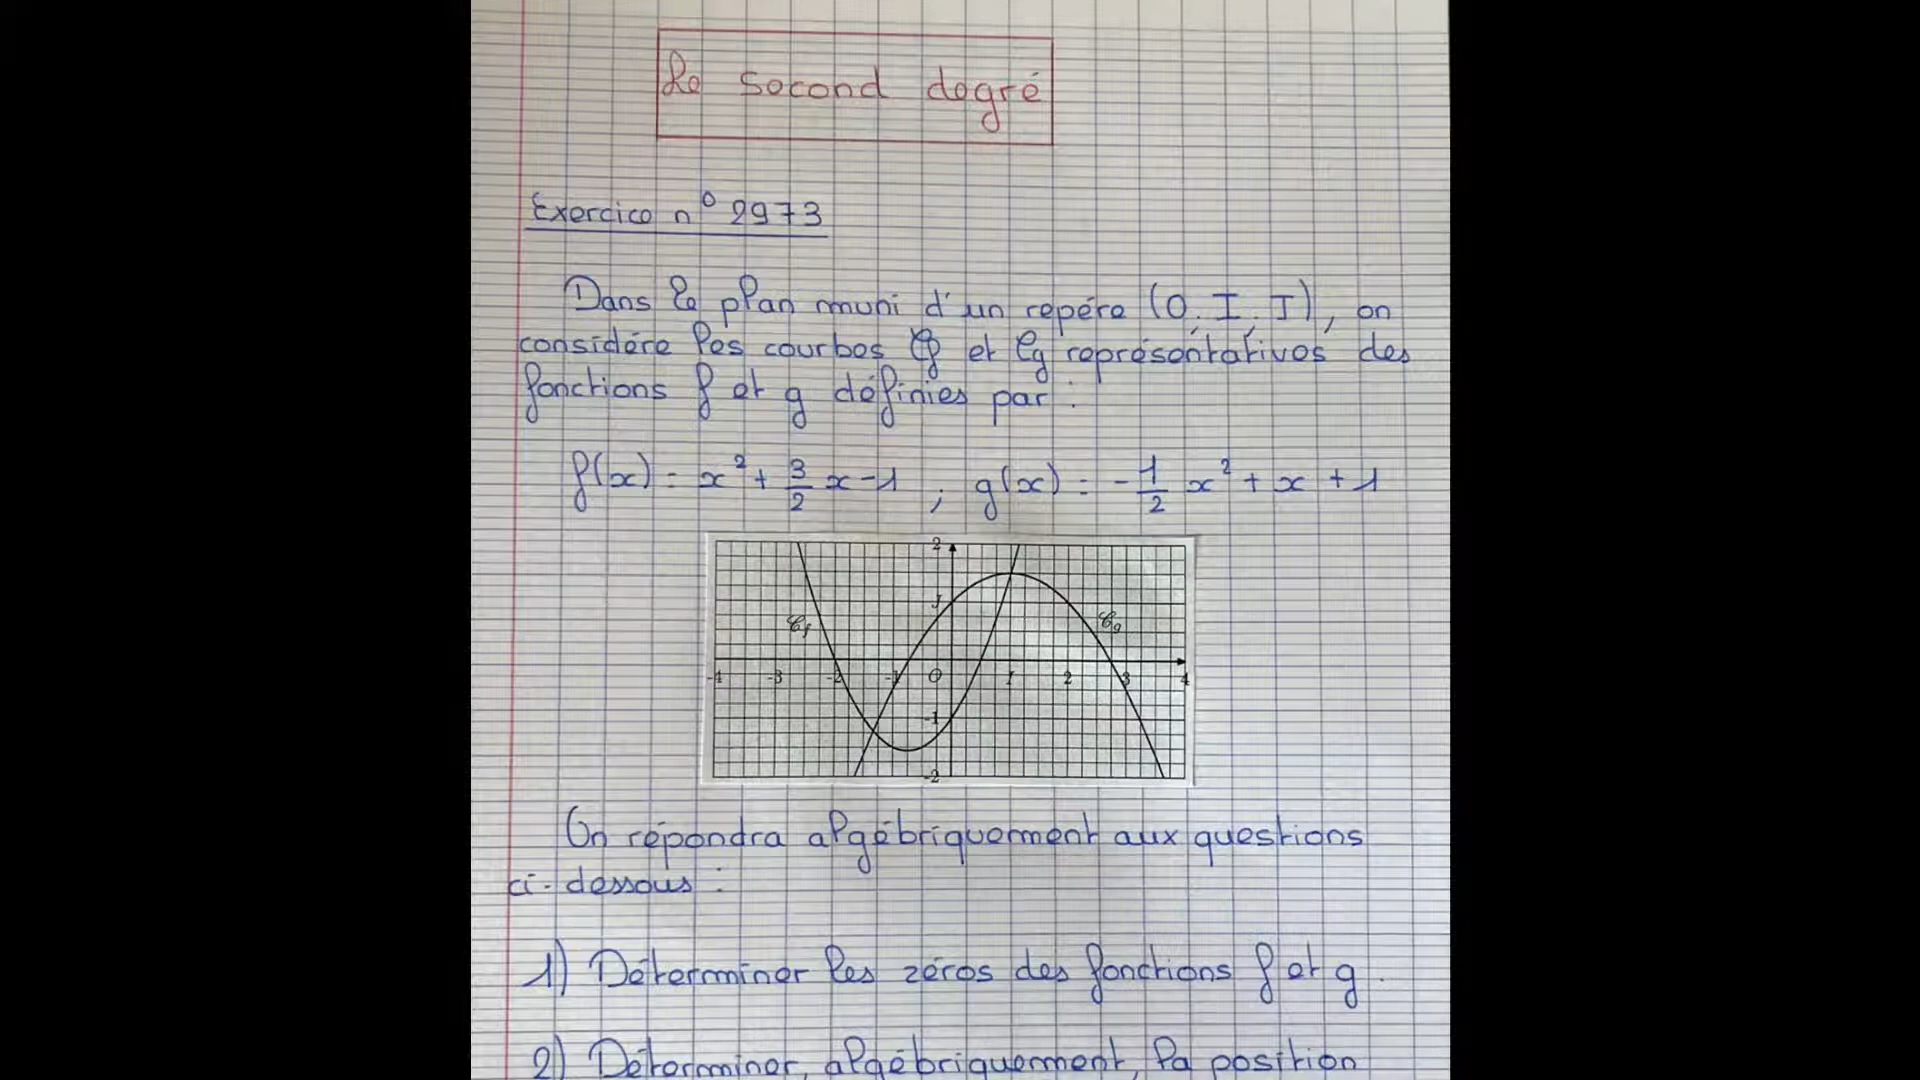 Le second degré
Exercice n° 2973
Dans le plan muni d'un repère (O, I, J), on
considère les courbes Cf et Cg représentatives des
fonctions f et g définies par :
f(x) = x² + 3/2 x - 1 ; g(x) = - 1/2 x² + x + 1
2
J
Cf
Cg
-4 -3 -2 -1 O I 2 3 4
-1
-2
On répondra algébriquement aux questions
ci-dessous :
1) Déterminer les zéros des fonctions f et g.
2) Déterminer, algébriquement, la position